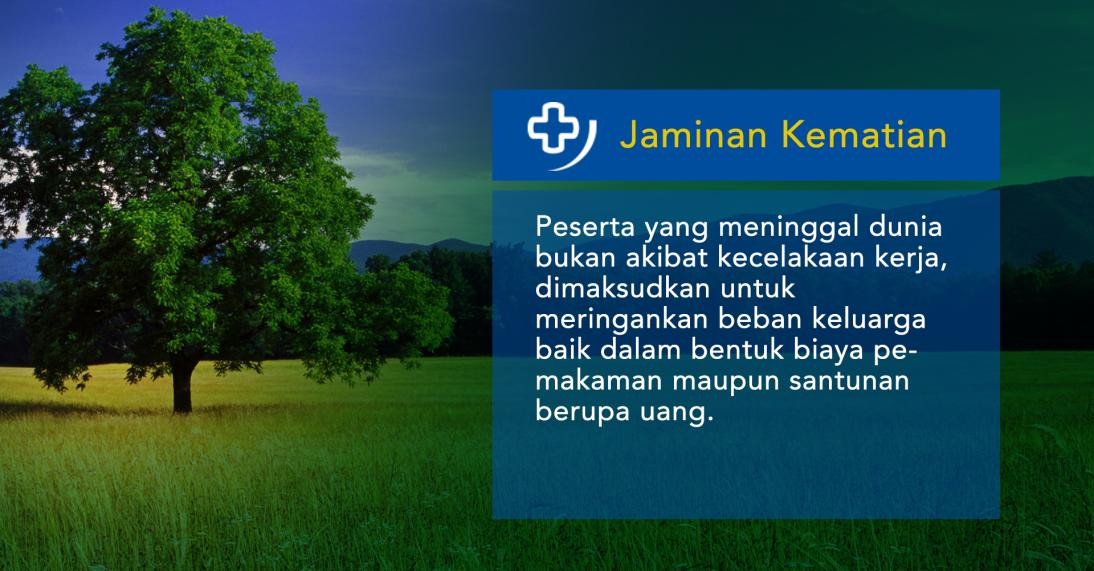 Jaminan Kematian
Peserta yang meninggal dunia
bukan akibat kecelakaan kerja,
dimaksudkan untuk
meringankan beban keluarga
baik dalam bentuk biaya pe-
makaman maupun santunan
berupa uang.